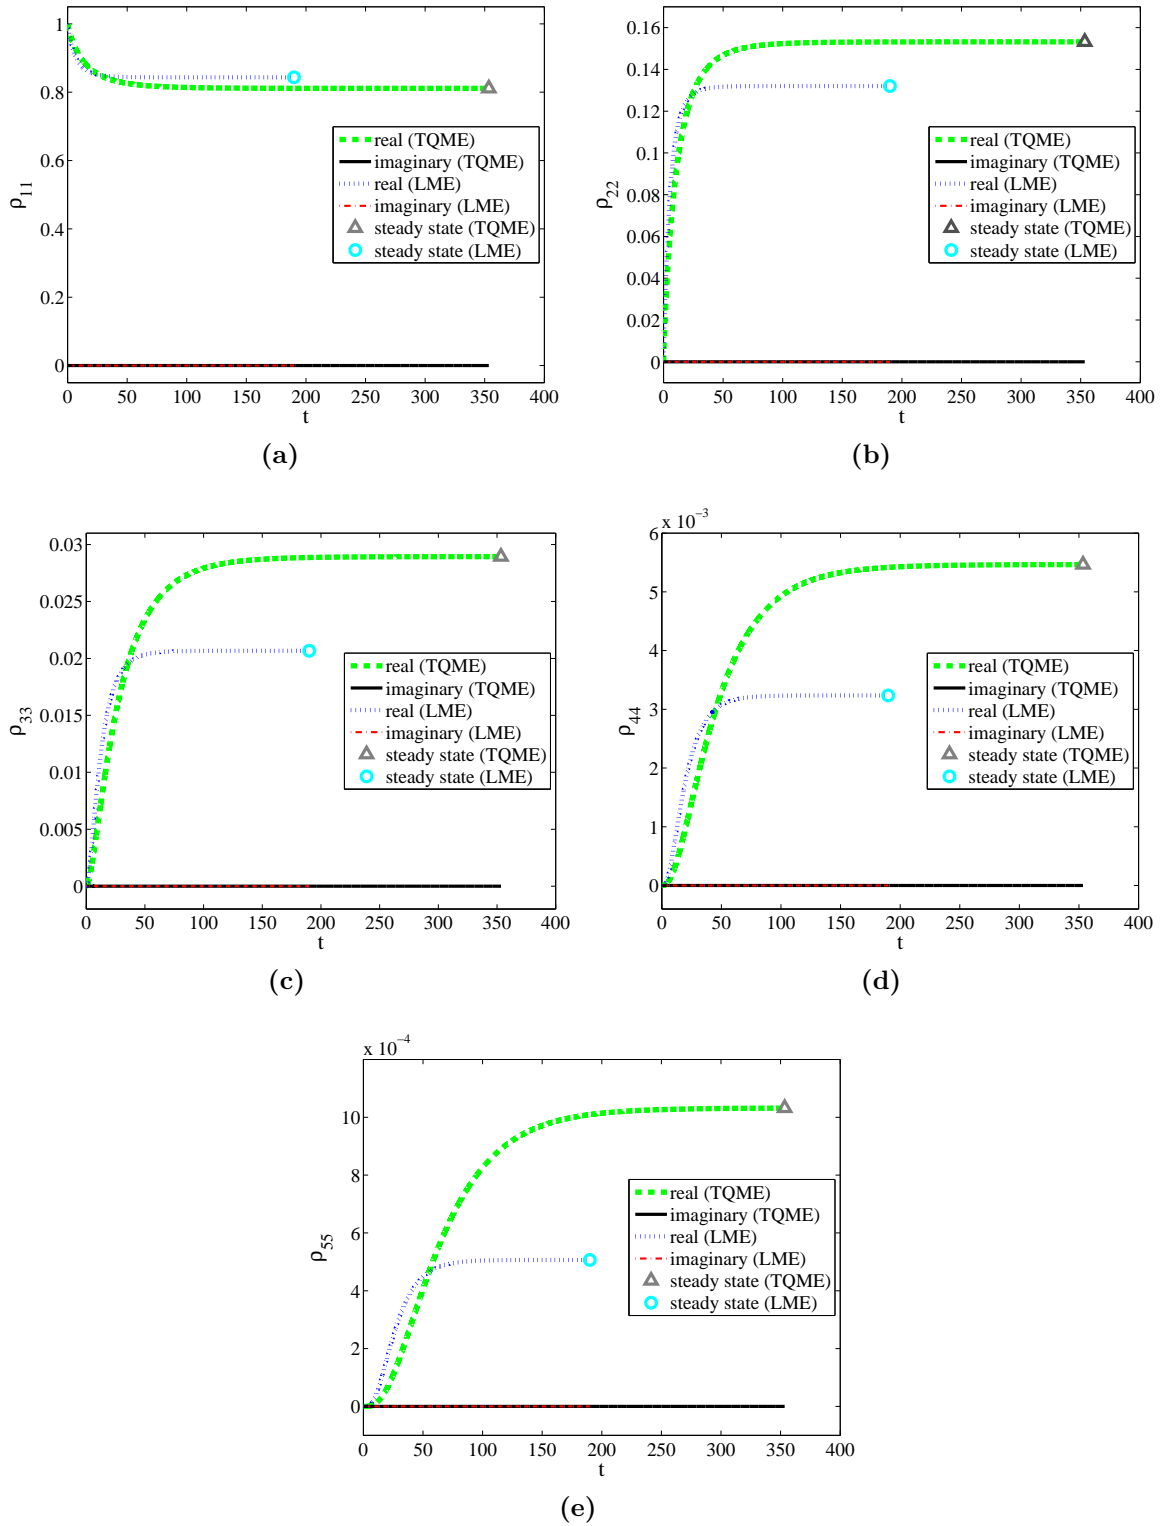 1
0.8
0.6
0.4
0.2
0
ρ11
0 50 100 150 200 250 300 350 400
t
real (TQME)
imaginary (TQME)
real (LME)
imaginary (LME)
steady state (TQME)
steady state (LME)
(a)
0.16
0.14
0.12
0.1
0.08
0.06
0.04
0.02
0
ρ22
0 50 100 150 200 250 300 350 400
t
real (TQME)
imaginary (TQME)
real (LME)
imaginary (LME)
steady state (TQME)
steady state (LME)
(b)
0.03
0.025
0.02
0.015
0.01
0.005
0
ρ33
0 50 100 150 200 250 300 350 400
t
real (TQME)
imaginary (TQME)
real (LME)
imaginary (LME)
steady state (TQME)
steady state (LME)
(c)
x 10−3
6
5
4
3
2
1
0
ρ44
0 50 100 150 200 250 300 350 400
t
real (TQME)
imaginary (TQME)
real (LME)
imaginary (LME)
steady state (TQME)
steady state (LME)
(d)
x 10−4
10
8
6
4
2
0
ρ55
0 50 100 150 200 250 300 350 400
t
real (TQME)
imaginary (TQME)
real (LME)
imaginary (LME)
steady state (TQME)
steady state (LME)
(e)